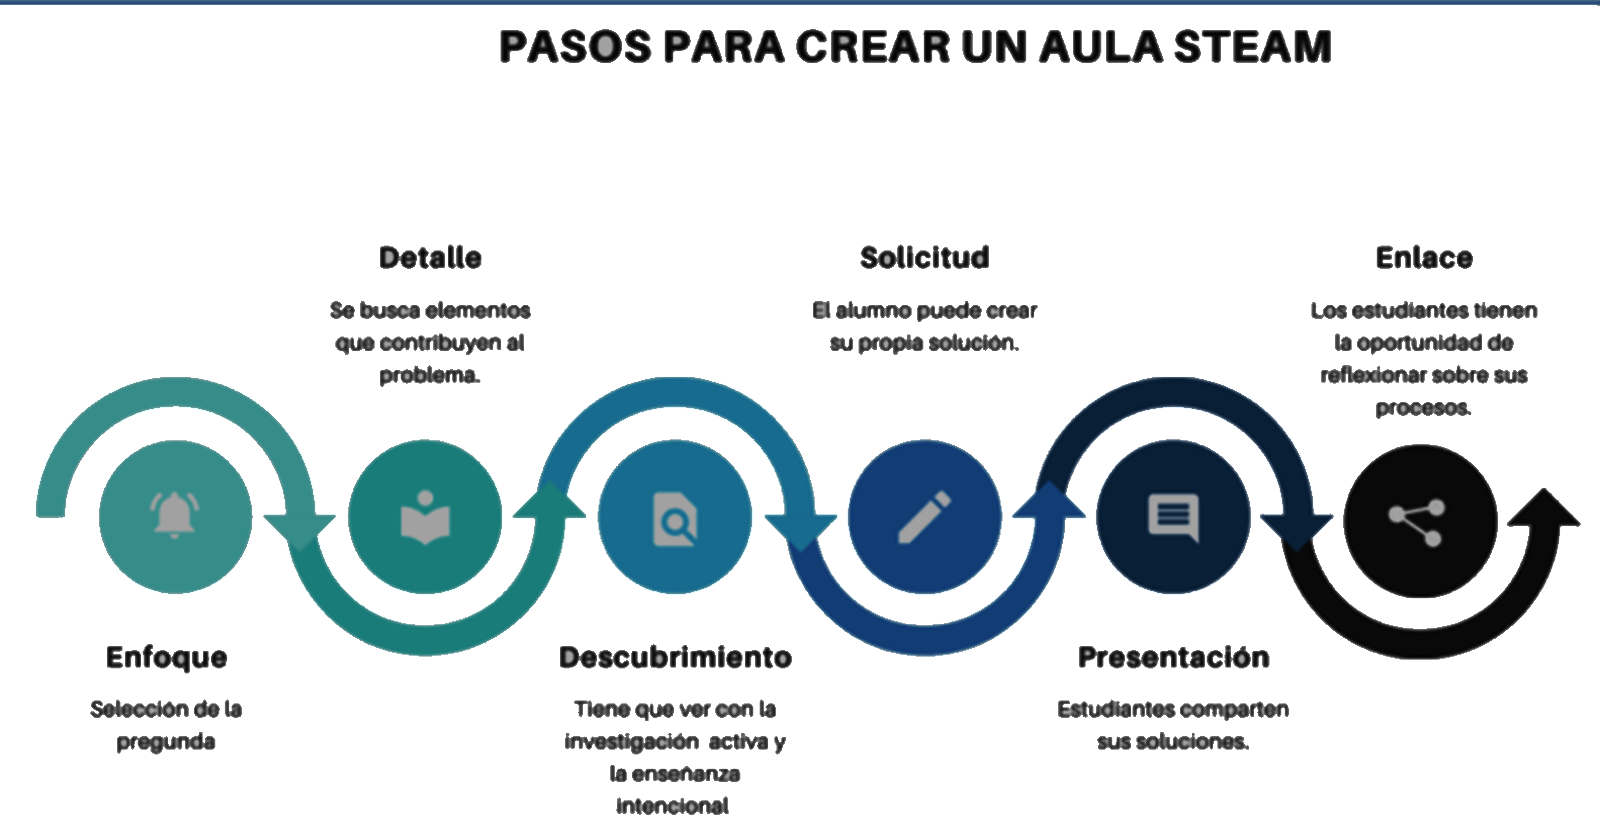 PASOS PARA CREAR UN AULA STEAM
Enfoque
Selección de la
pregunda
Detalle
Se busca elementos
que contribuyen al
problema.
Descubrimiento
Tiene que ver con la
investigación activa y
la enseñanza
intencional
Solicitud
El alumno puede crear
su propia solución.
Presentación
Estudiantes comparten
sus soluciones.
Enlace
Los estudiantes tienen
la oportunidad de
reflexionar sobre sus
procesos.